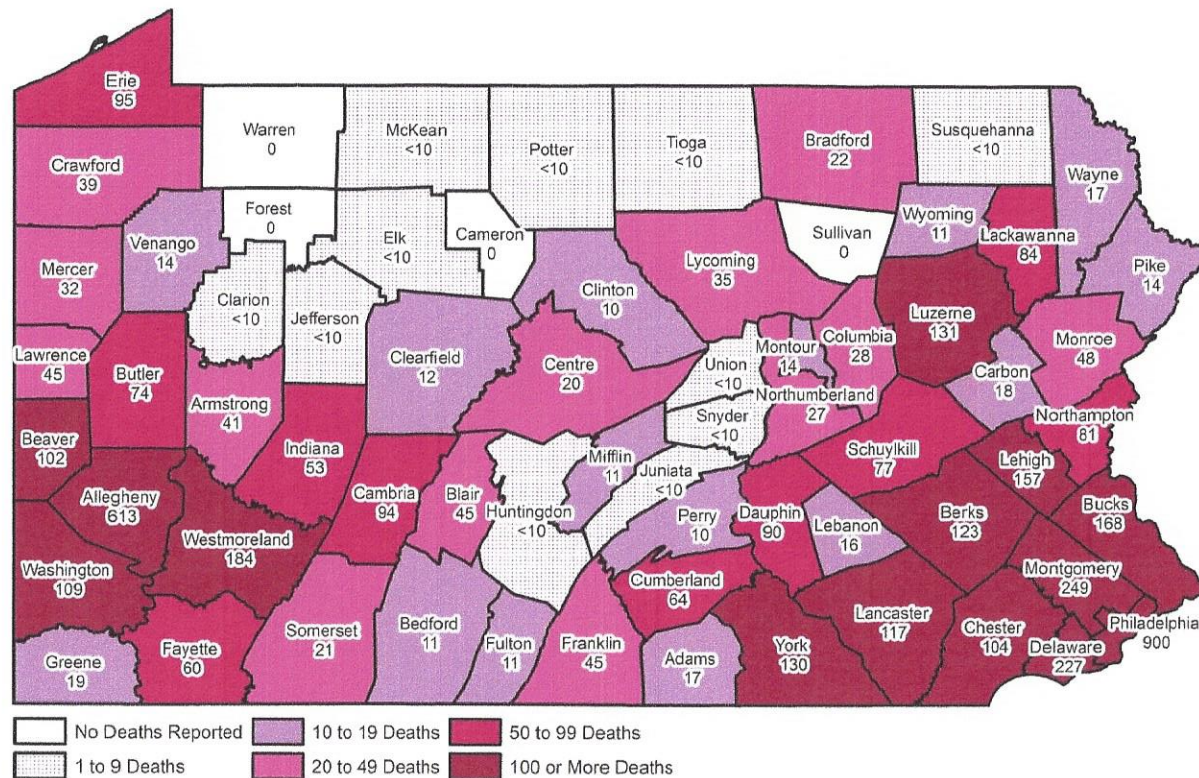 Erie
95
Warren
0
McKean
<10
Potter
<10
Tioga
<10
Bradford
22
Susquehanna
<10
Wayne
17
Crawford
39
Forest
0
Elk
<10
Cameron
0
Wyoming
11
Sullivan
0
Lackawanna
84
Pike
14
Venango
14
Mercer
32
Clarion
<10
Jefferson
<10
Clinton
10
Lycoming
35
Luzerne
131
Monroe
48
Lawrence
45
Butler
74
Clearfield
12
Centre
20
Union
<10
Montour
14
Columbia
28
Carbon
18
Armstrong
41
Snyder
<10
Northumberland
27
Northampton
81
Beaver
102
Indiana
53
Mifflin
11
Juniata
<10
Schuylkill
77
Lehigh
157
Allegheny
613
Cambria
94
Blair
45
Huntingdon
<10
Perry
10
Dauphin
90
Lebanon
16
Berks
123
Bucks
168
Westmoreland
184
Washington
109
Cumberland
64
Montgomery
249
Lancaster
117
Philadelphia
900
Greene
19
Fayette
60
Somerset
21
Bedford
11
Fulton
11
Franklin
45
Adams
17
York
130
Chester
104
Delaware
227
No Deaths Reported
10 to 19 Deaths
50 to 99 Deaths
1 to 9 Deaths
20 to 49 Deaths
100 or More Deaths